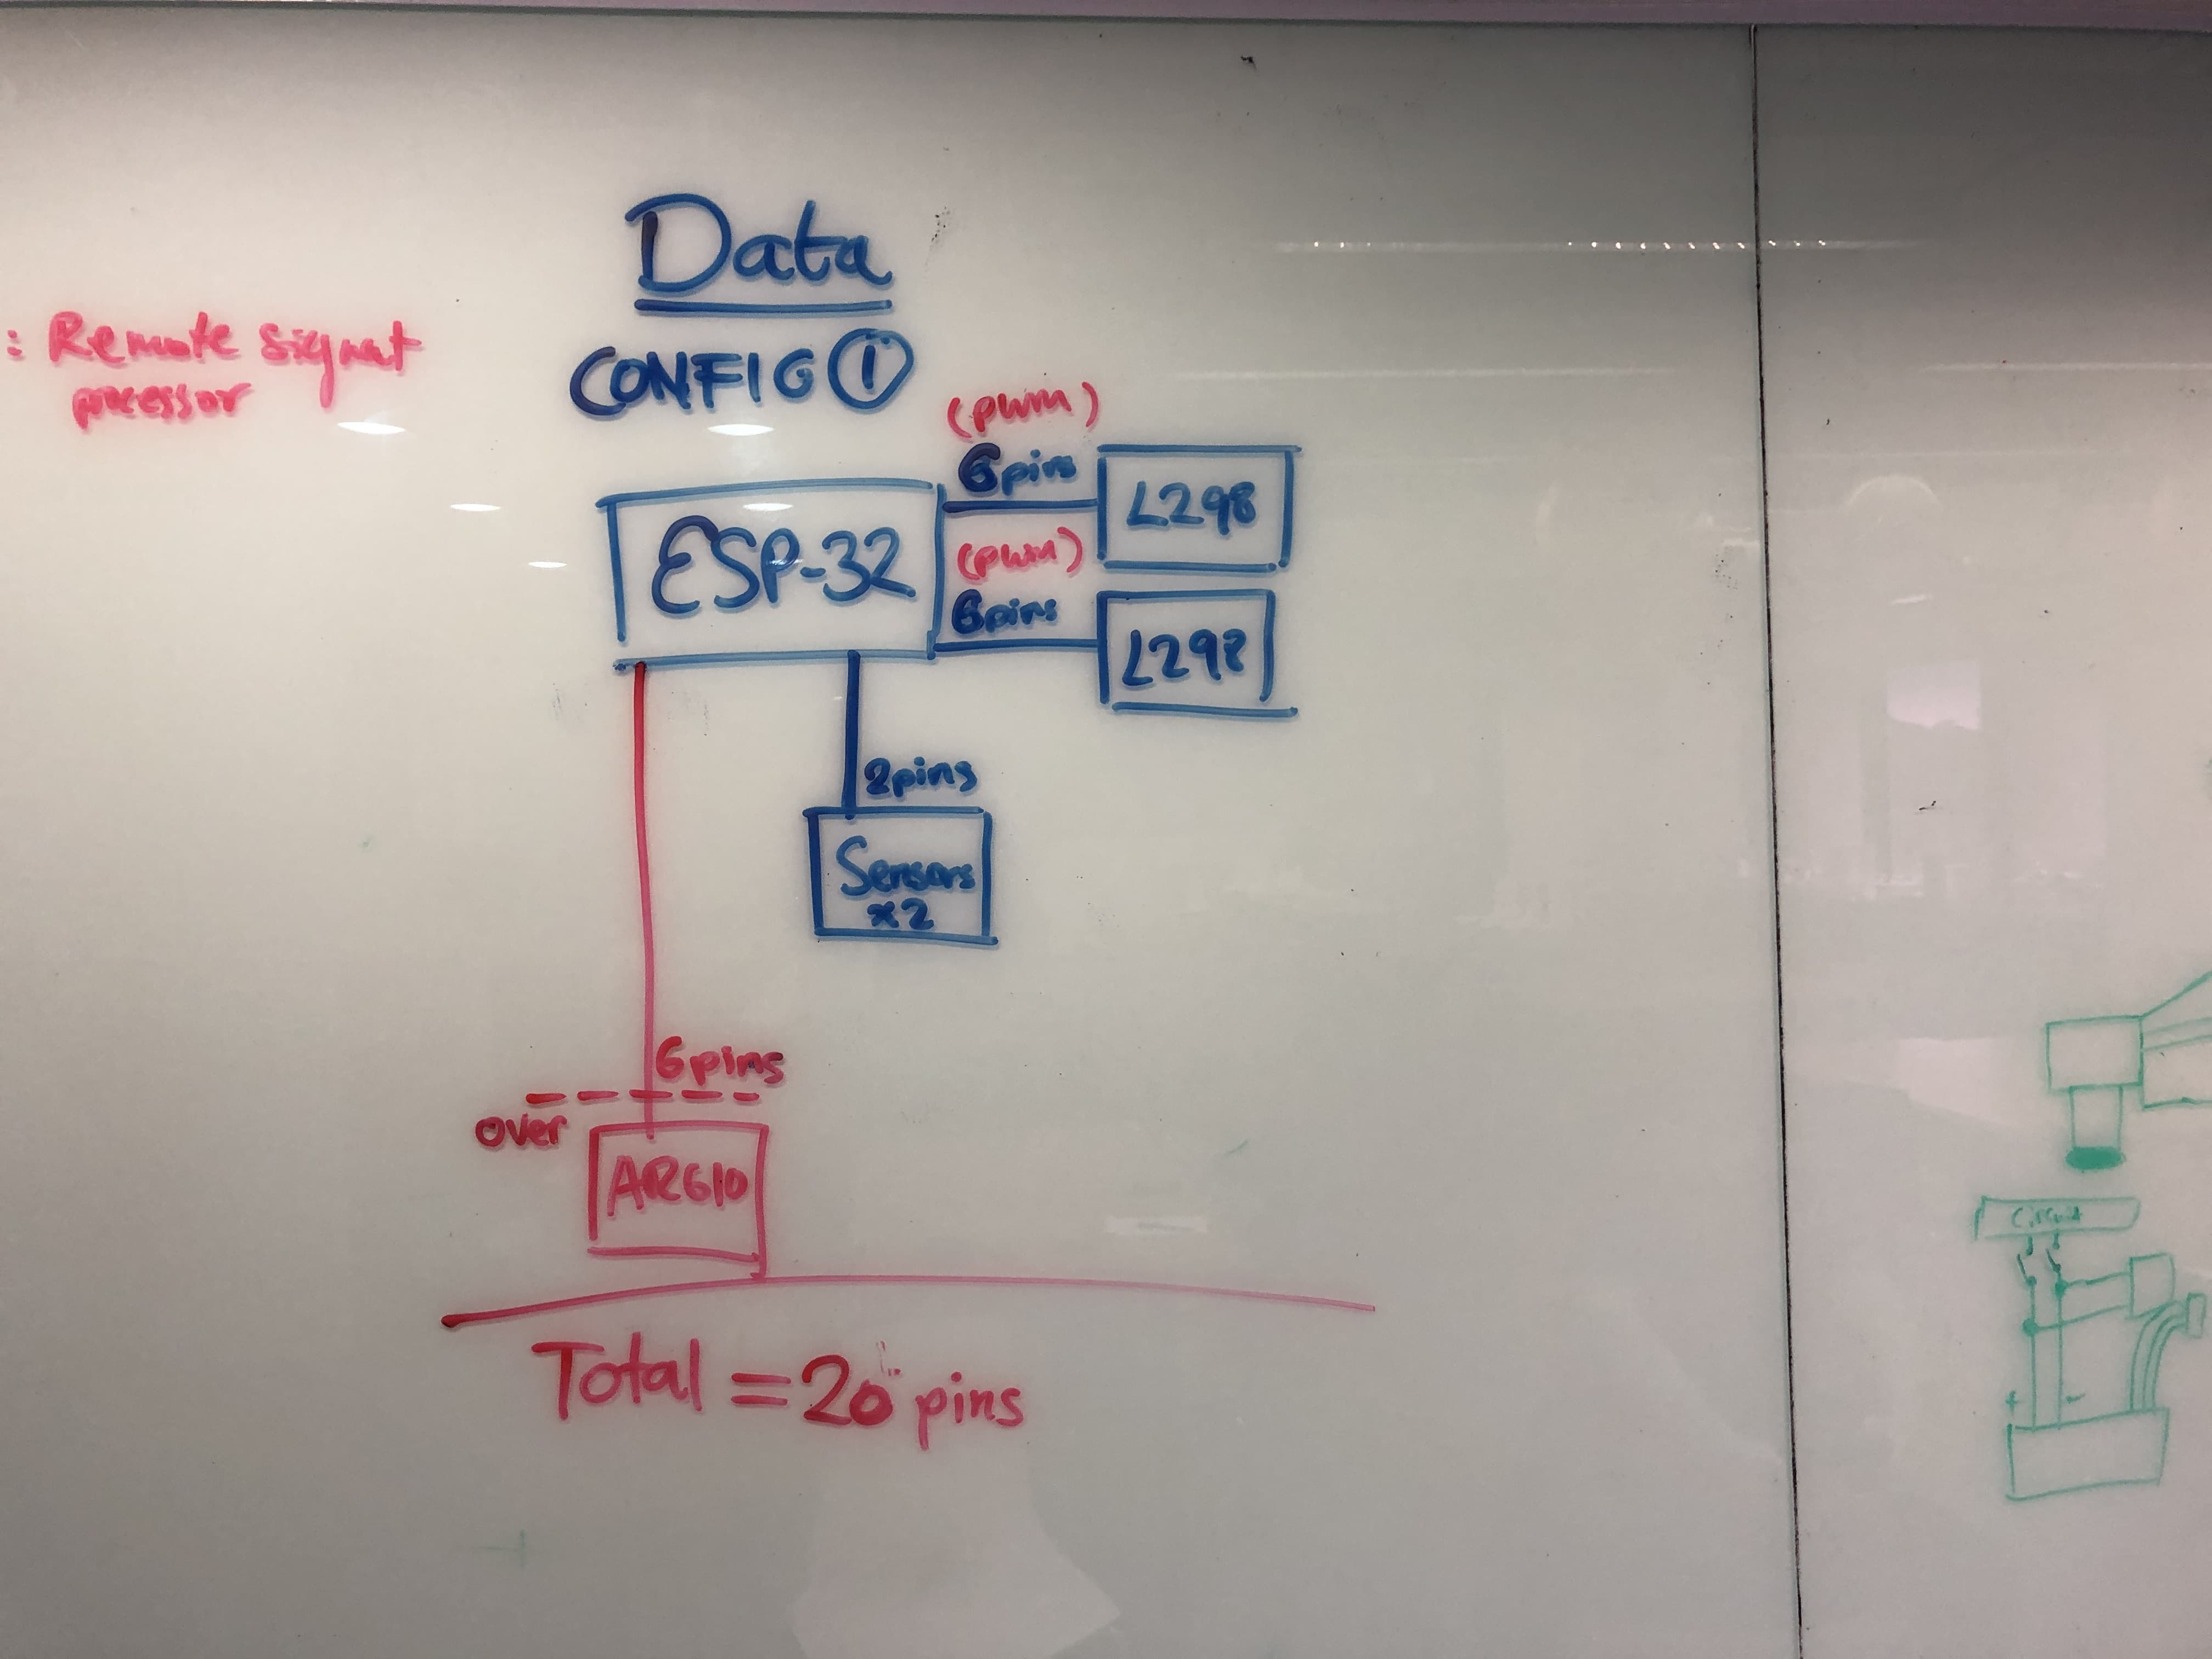 Data
CONFIG ①
: Remote signal
processor
(pwm)
6pins
L298
ESP-32
(pwm)
6pins
L298
2pins
Sensors
x2
6pins
over
AR610
Total = 20 pins
Circuit
+ -